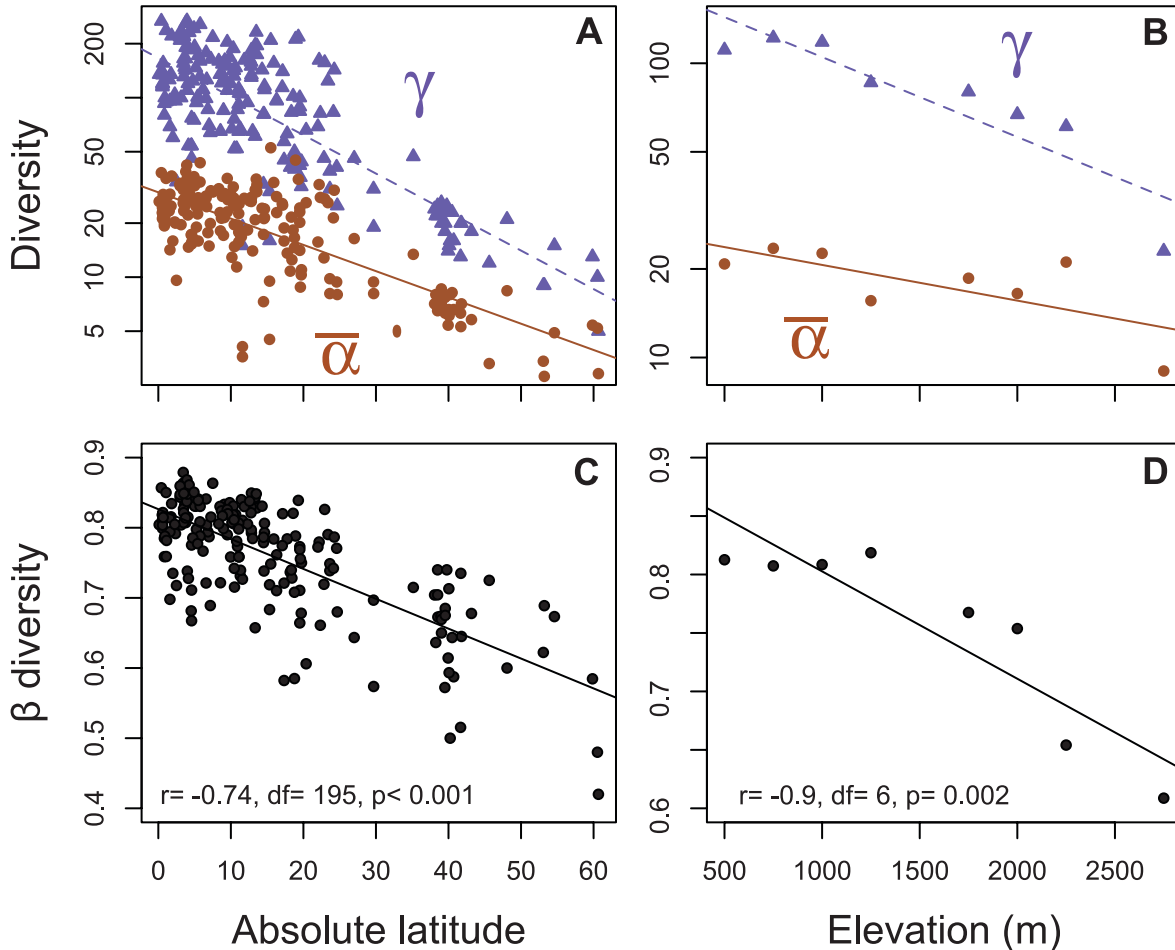 A
B
Diversity
200
50
20
10
5
γ
α
100
50
20
10
γ
α
C
D
β diversity
0.9
0.8
0.7
0.6
0.5
0.4
r= -0.74, df= 195, p< 0.001
0.9
0.8
0.7
0.6
r= -0.9, df= 6, p= 0.002
0 10 20 30 40 50 60
500 1000 1500 2000 2500
Absolute latitude
Elevation (m)